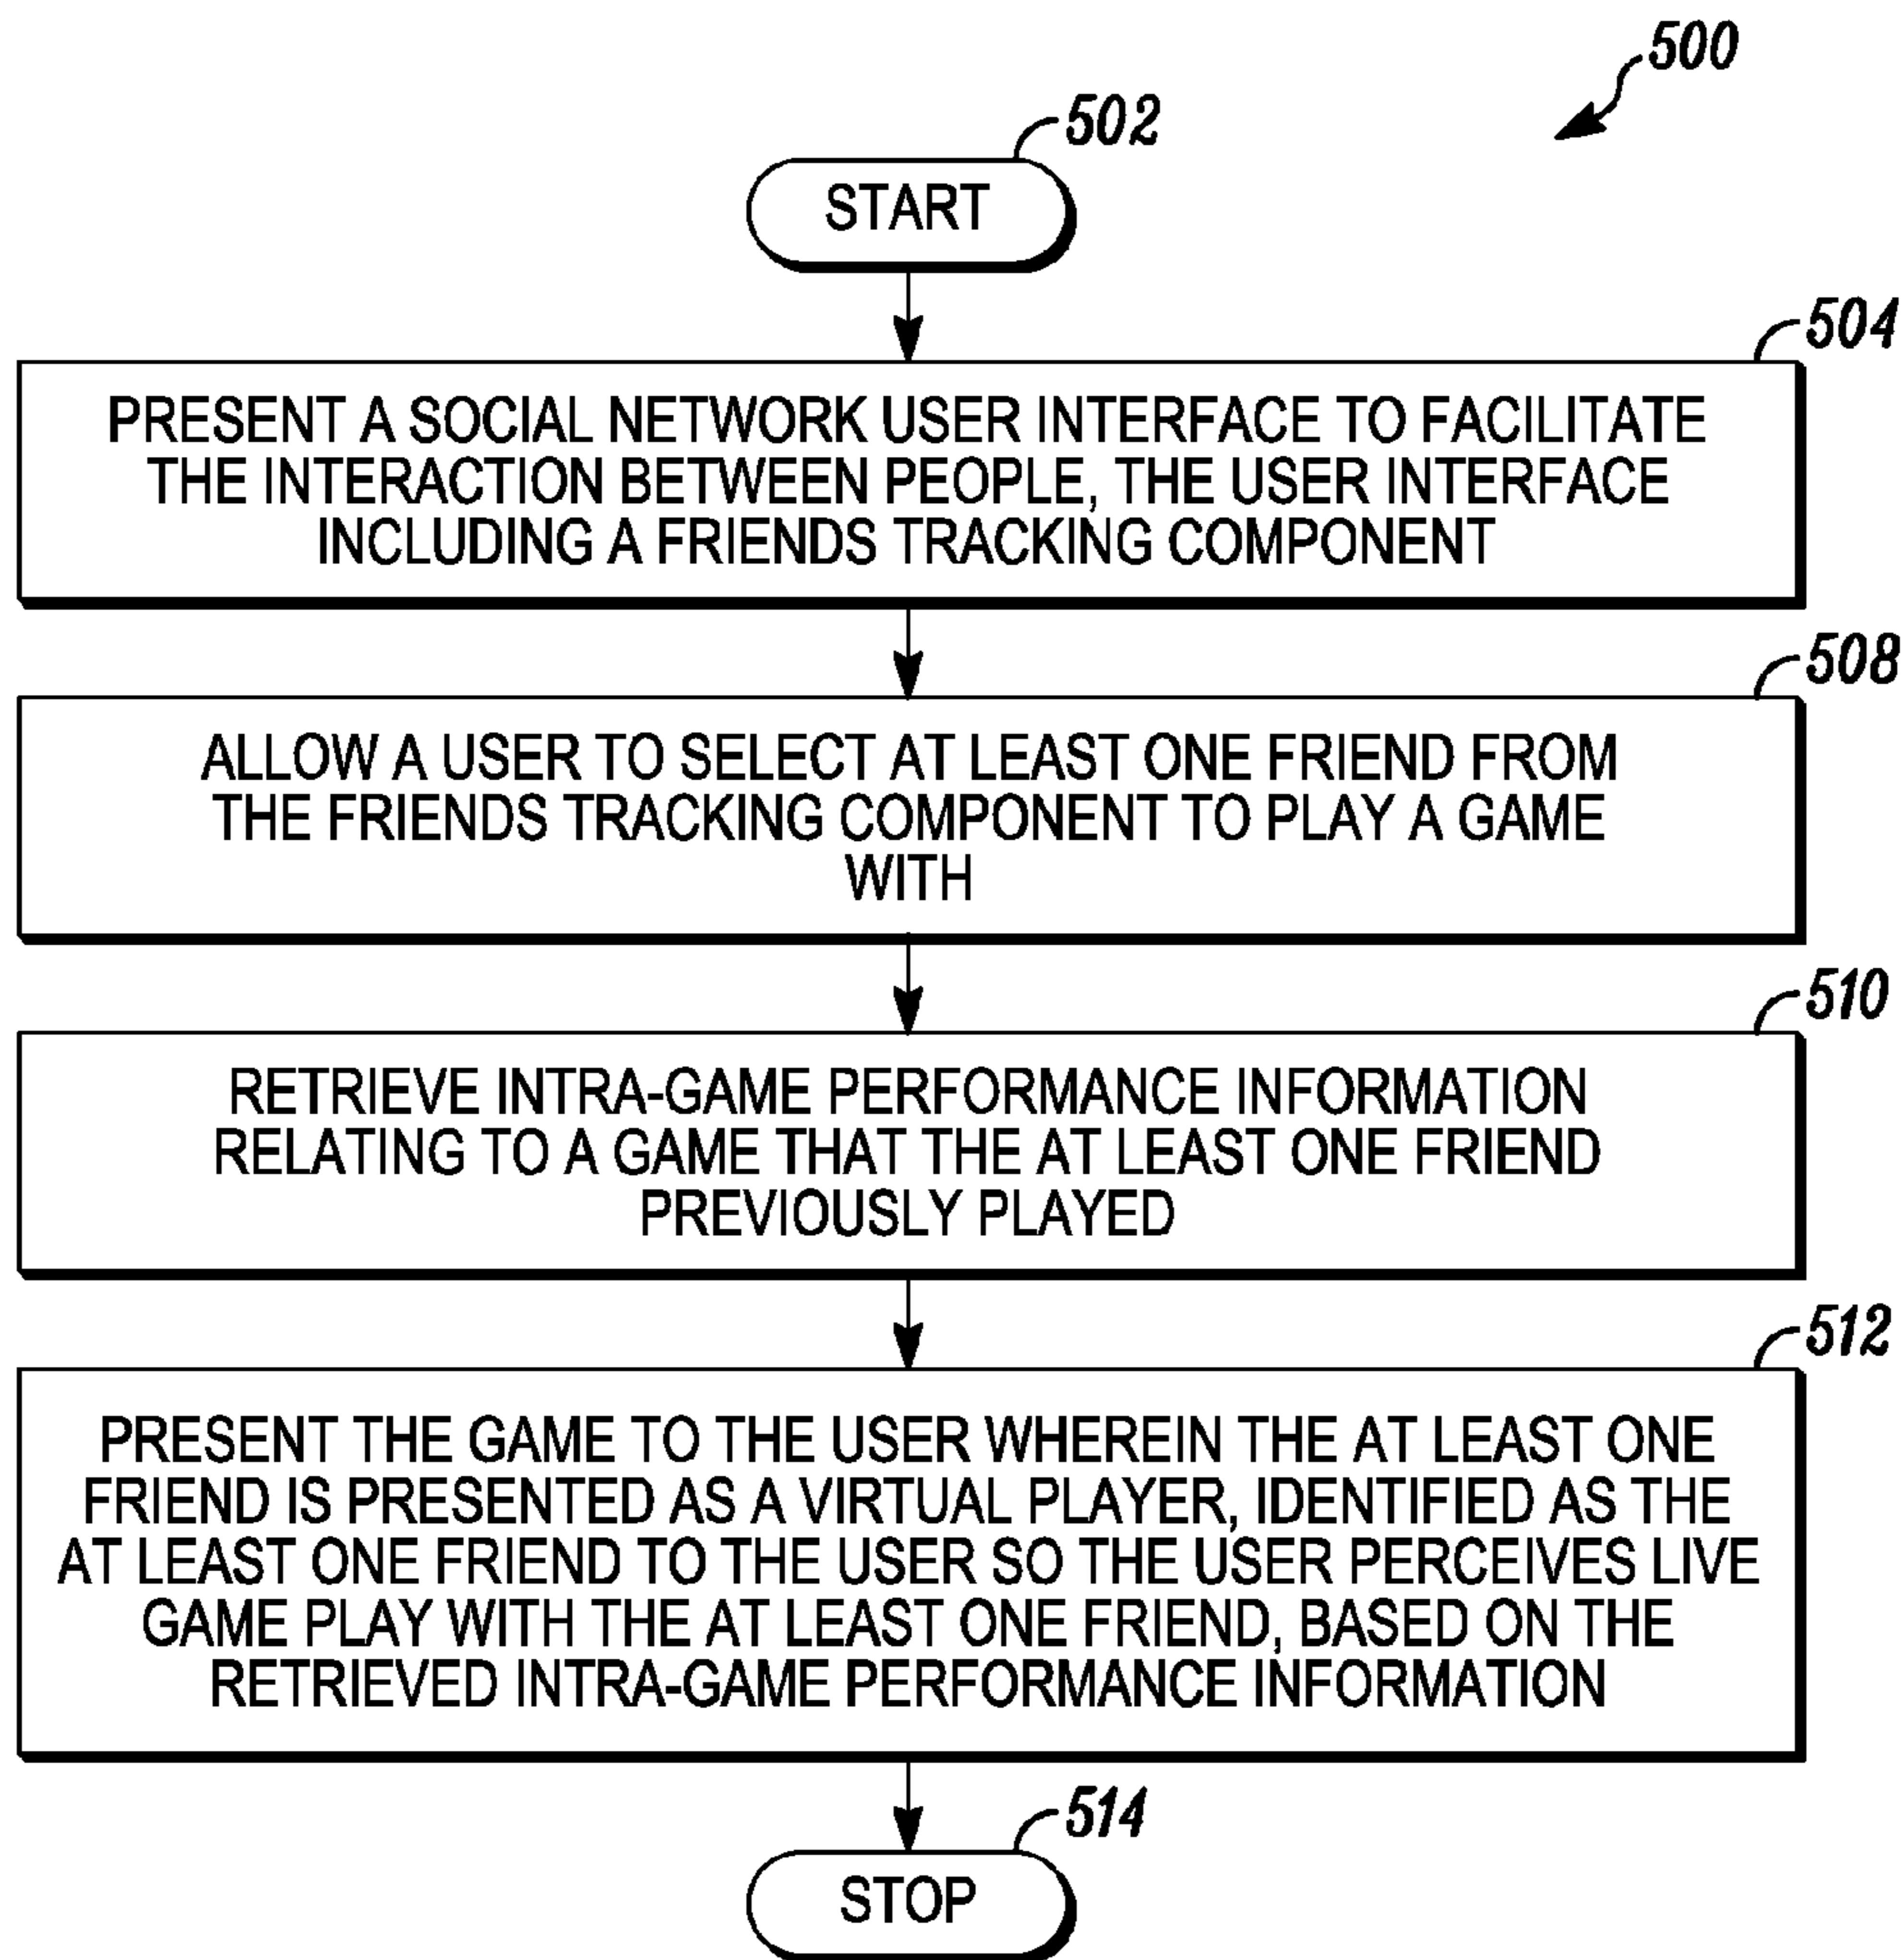 500
502
START
504
PRESENT A SOCIAL NETWORK USER INTERFACE TO FACILITATE
THE INTERACTION BETWEEN PEOPLE, THE USER INTERFACE
INCLUDING A FRIENDS TRACKING COMPONENT
508
ALLOW A USER TO SELECT AT LEAST ONE FRIEND FROM
THE FRIENDS TRACKING COMPONENT TO PLAY A GAME
WITH
510
RETRIEVE INTRA-GAME PERFORMANCE INFORMATION
RELATING TO A GAME THAT THE AT LEAST ONE FRIEND
PREVIOUSLY PLAYED
512
PRESENT THE GAME TO THE USER WHEREIN THE AT LEAST ONE
FRIEND IS PRESENTED AS A VIRTUAL PLAYER, IDENTIFIED AS THE
AT LEAST ONE FRIEND TO THE USER SO THE USER PERCEIVES LIVE
GAME PLAY WITH THE AT LEAST ONE FRIEND, BASED ON THE
RETRIEVED INTRA-GAME PERFORMANCE INFORMATION
514
STOP